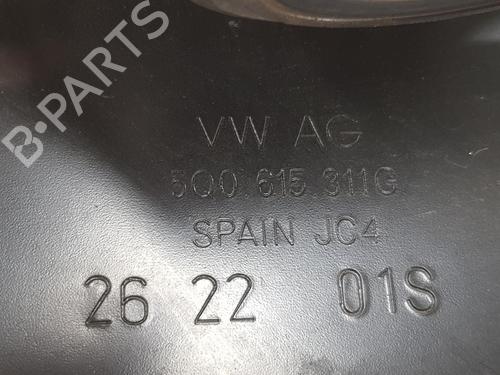 B-PARTS
VW AG
5Q0 615 311G
SPAIN JC4
26 22 01S